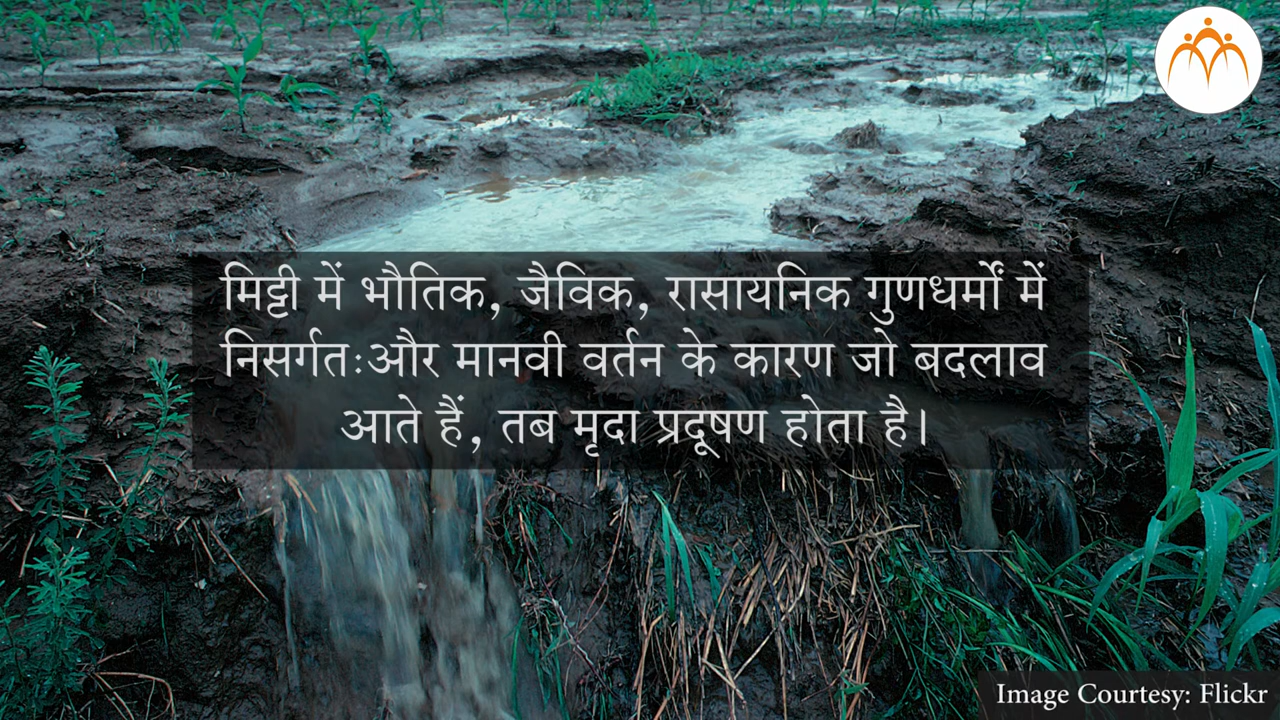 मिट्टी में भौतिक, जैविक, रासायनिक गुणधर्मों में
निसर्गतःऔर मानवी वर्तन के कारण जो बदलाव
आते हैं, तब मृदा प्रदूषण होता है।
Image Courtesy: Flickr